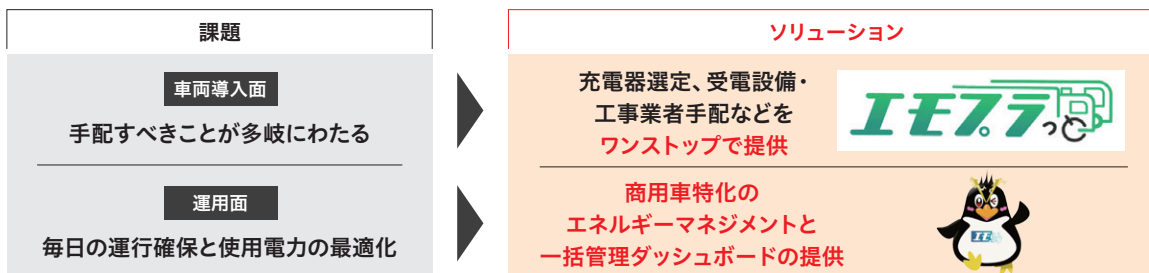 課題
車両導入面
手配すべきことが多岐にわたる
運用面
毎日の運行確保と使用電力の最適化
ソリューション
充電器選定、受電設備・
工事業者手配などを
ワンストップで提供
エモプラっと
商用車特化の
エネルギーマネジメントと
一括管理ダッシュボードの提供
エモ